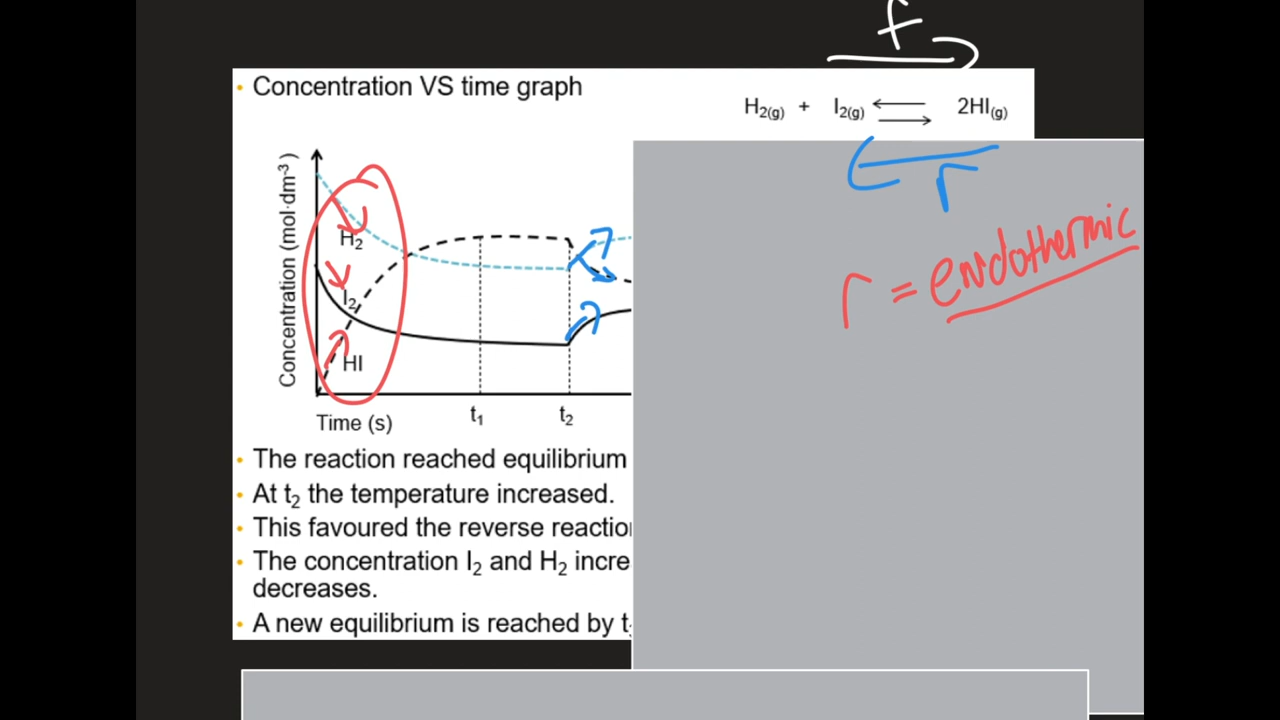 f
• Concentration VS time graph
H₂(g) + I₂(g) ⇄ 2HI(g)
r
r = endothermic
Concentration (mol·dm⁻³)
H₂
I₂
HI
t₁ t₂
Time (s)
• The reaction reached equilibrium
• At t₂ the temperature increased.
• This favoured the reverse reactio
• The concentration I₂ and H₂ incre
decreases.
• A new equilibrium is reached by t